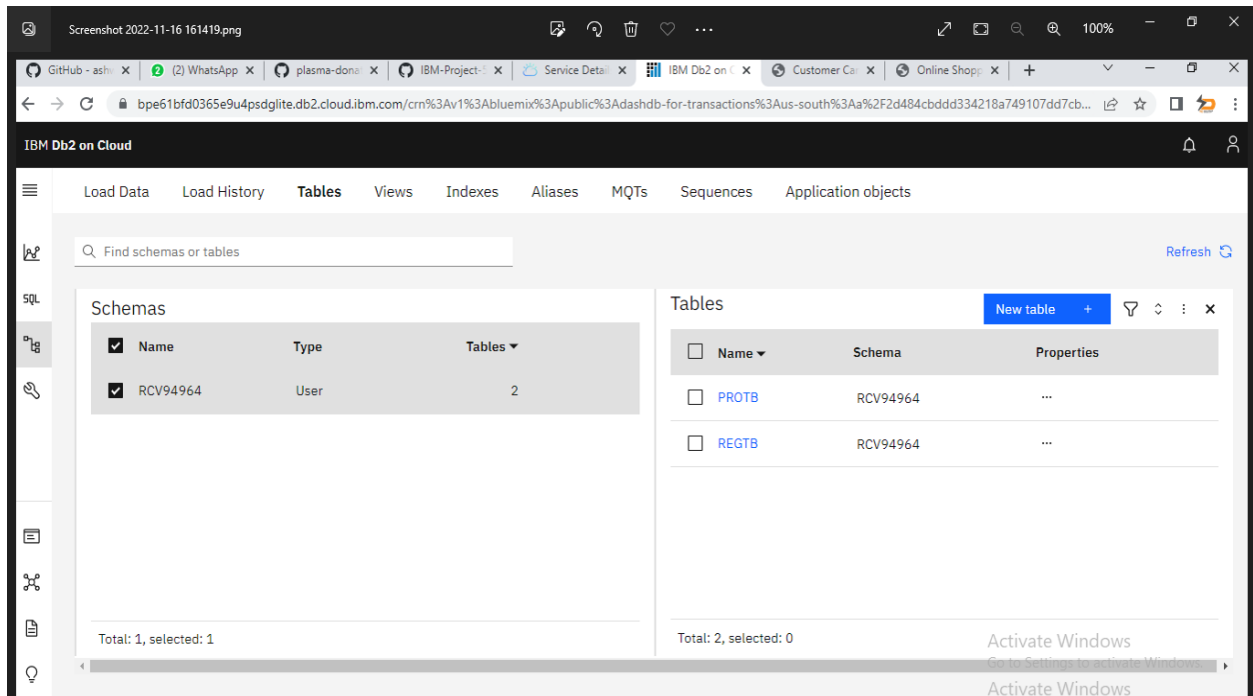 Screenshot 2022-11-16 161419.png
100%
GitHub - ash
(2) WhatsApp
plasma-dona
IBM-Project-
Service Detail
IBM Db2 on C
Customer Car
Online Shopp
bpe61bfd0365e9u4psdglite.db2.cloud.ibm.com/crn%3Av1%3Abluemix%3Apublic%3Adashdb-for-transactions%3Aus-south%3Aa%2F2d484cbddd334218a749107dd7cb...
IBM Db2 on Cloud
Load Data Load History Tables Views Indexes Aliases MQTs Sequences Application objects
Find schemas or tables
Refresh
SQL
Schemas
Name Type Tables
RCV94964 User 2
Total: 1, selected: 1
Tables
New table +
Name Schema Properties
PROTB RCV94964 ...
REGTB RCV94964 ...
Total: 2, selected: 0
Activate Windows
Go to Settings to activate Windows.
Activate Windows